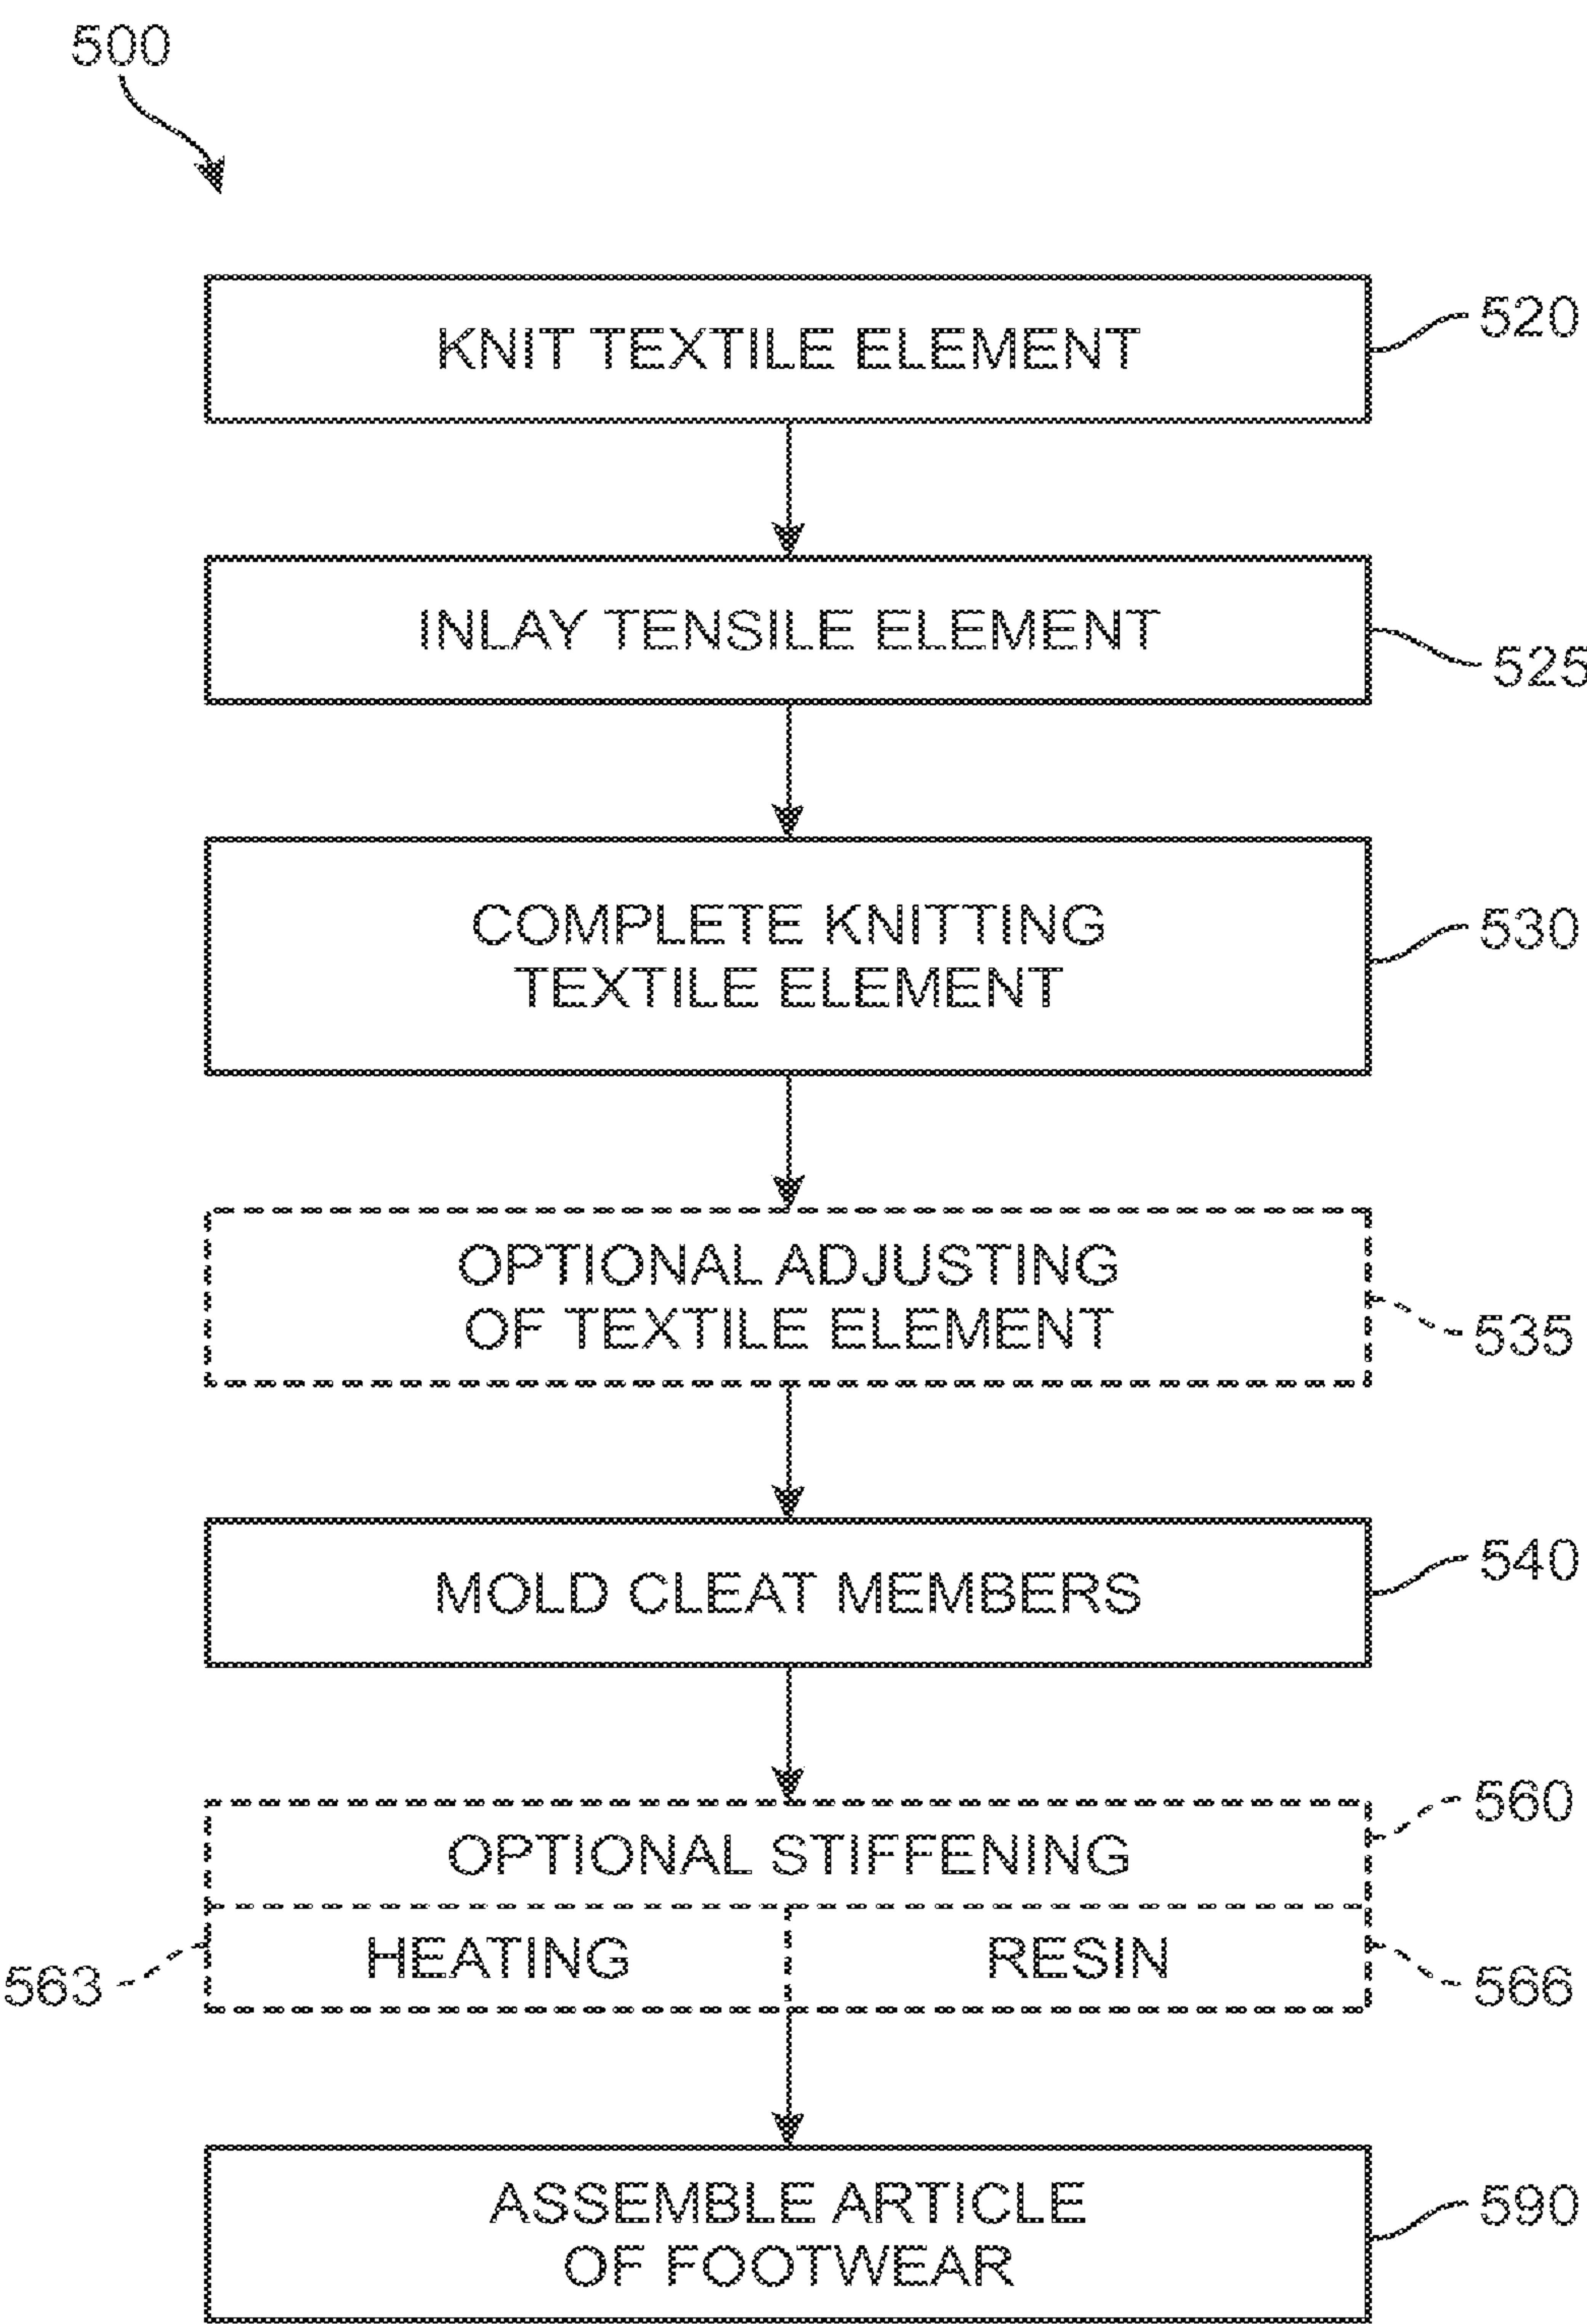 500
KNIT TEXTILE ELEMENT
520
INLAY TENSILE ELEMENT
525
COMPLETE KNITTING
TEXTILE ELEMENT
530
OPTIONAL ADJUSTING
OF TEXTILE ELEMENT
535
MOLD CLEAT MEMBERS
540
OPTIONAL STIFFENING
560
563
HEATING
RESIN
566
ASSEMBLE ARTICLE
OF FOOTWEAR
590